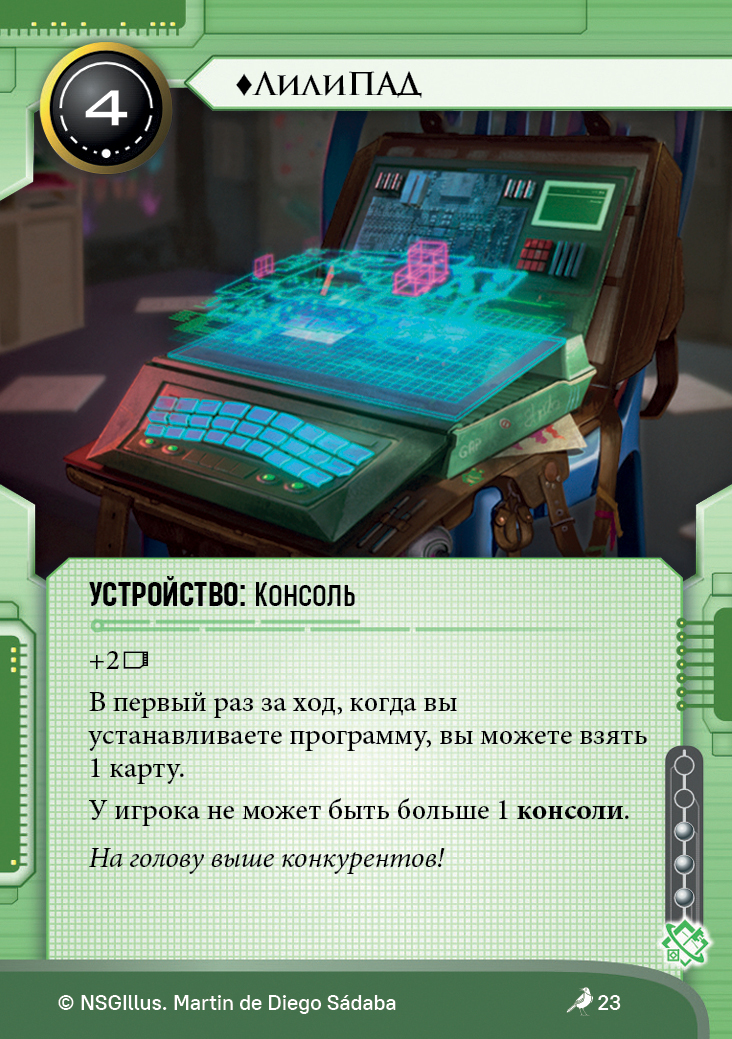 4
♦ЛилиПАД
УСТРОЙСТВО: Консоль
+2
В первый раз за ход, когда вы
устанавливаете программу, вы можете взять
1 карту.
У игрока не может быть больше 1 консоли.
На голову выше конкурентов!
© NSGIllus. Martin de Diego Sádaba
23